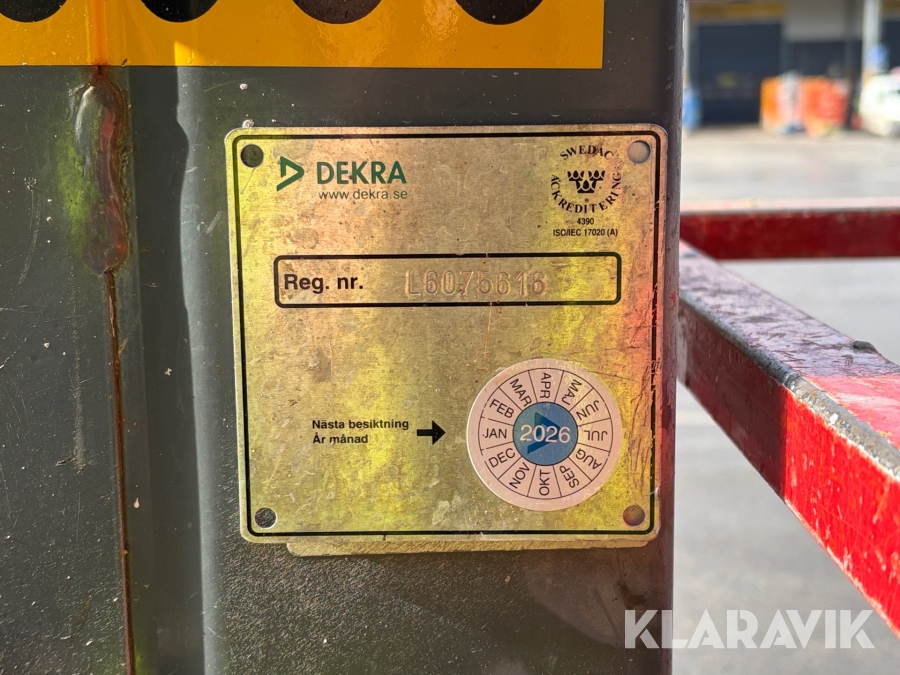 DEKRA
www.dekra.se
SWEDAC
ACKREDITERING
4390
ISO/IEC 17020 (A)
Reg. nr. L6075616
Nästa besiktning
År månad
JAN FEB MAR APR MAJ JUN JUL AUG SEP OKT NOV DEC
2026
KLARAVIK